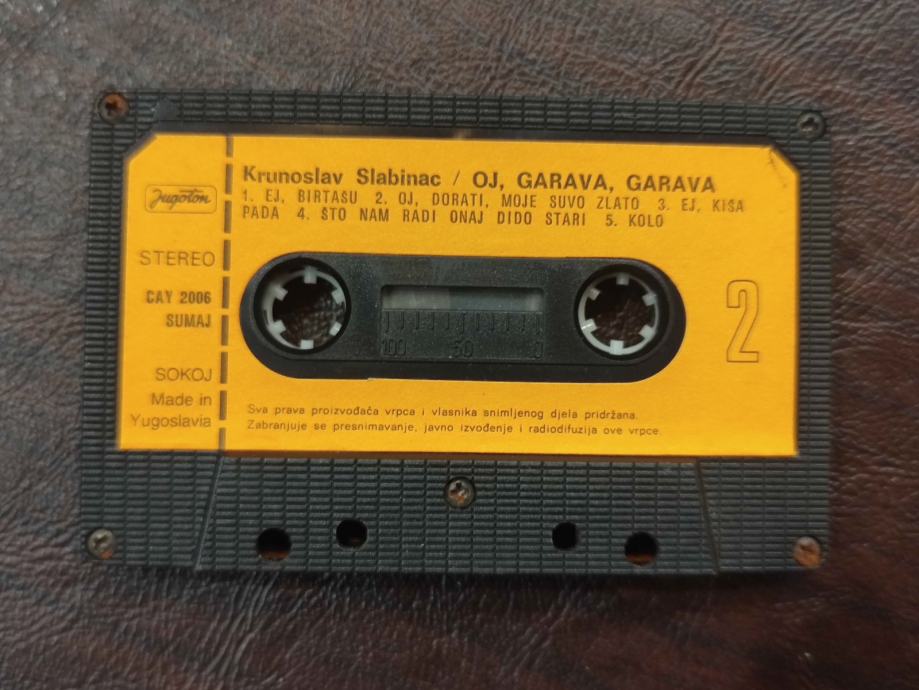 Krunoslav Slabinac / OJ, GARAVA, GARAVA
1. EJ, BIRTAŠU 2. OJ, DORATI, MOJE SUVO ZLATO 3. EJ, KIŠA
PADA 4. ŠTO NAM RADI ONAJ DIDO STARI 5. KOLO
Jugoton
STEREO
CAY 2006
SUMAJ
SOKOJ
Made in
Yugoslavia
2
100 50 0
Sva prava proizvođača vrpca i vlasnika snimljenog djela pridržana.
Zabranjuje se presnimavanje, javno izvođenje i radiodifuzija ove vrpce.